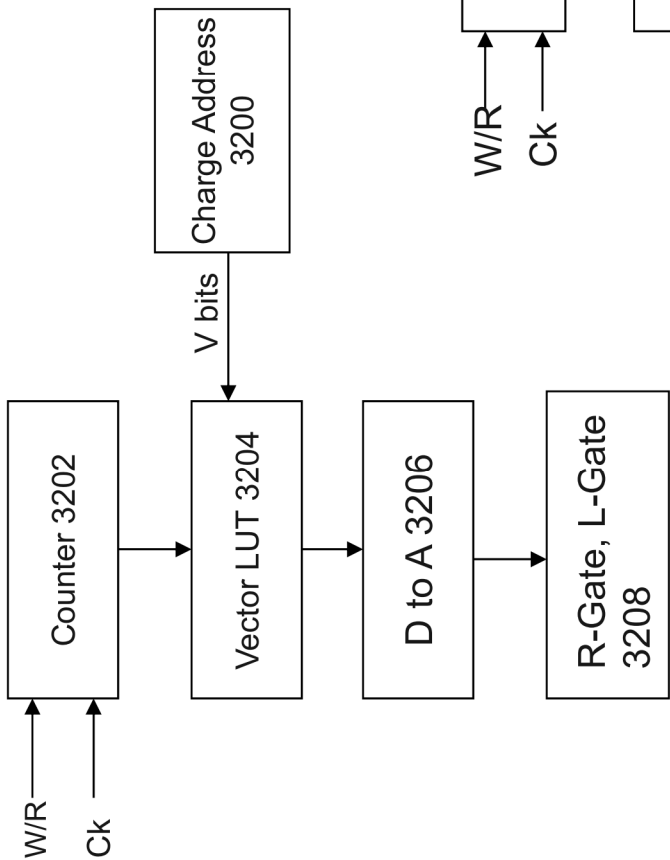 W/R
Ck
Counter 3202
Vector LUT 3204
V bits
Charge Address
3200
D to A 3206
R-Gate, L-Gate
3208
W/R
Ck